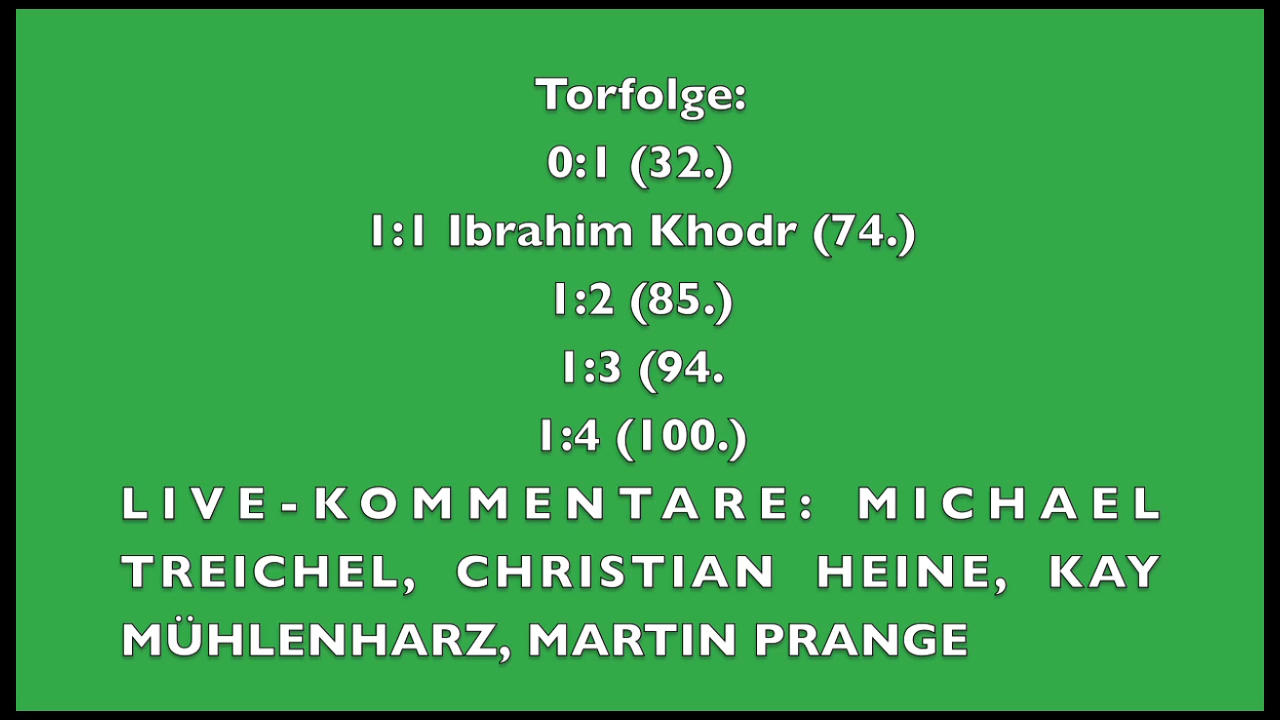 Torfolge:
0:1 (32.)
1:1 Ibrahim Khodr (74.)
1:2 (85.)
1:3 (94.
1:4 (100.)
LIVE-KOMMENTARE: MICHAEL
TREICHEL, CHRISTIAN HEINE, KAY
MÜHLENHARZ, MARTIN PRANGE